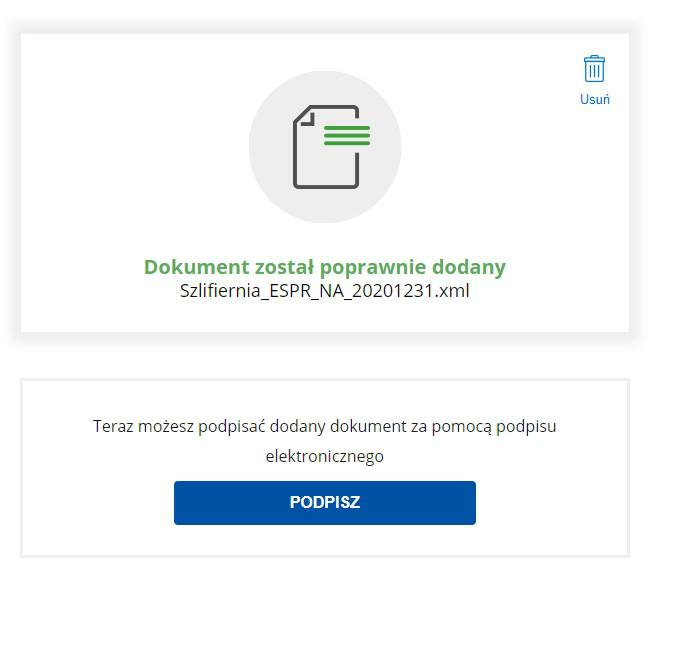 Usuń
Dokument został poprawnie dodany
Szlifiernia_ESPR_NA_20201231.xml
Teraz możesz podpisać dodany dokument za pomocą podpisu
elektronicznego
PODPISZ